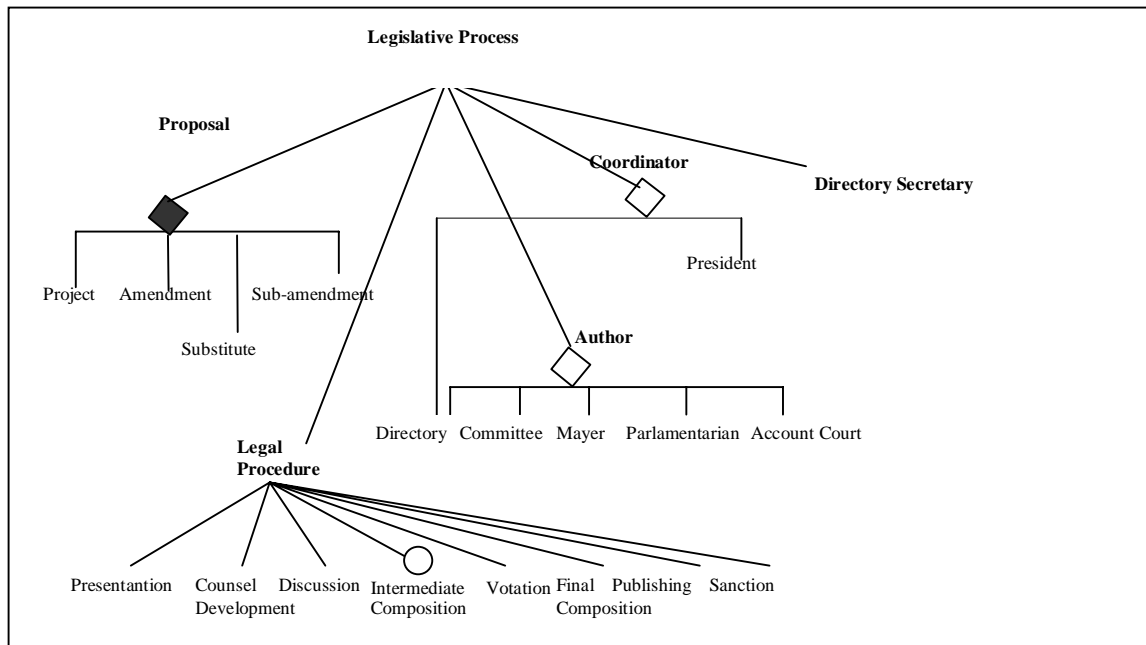 Legislative Process
Proposal
Coordinator
Directory Secretary
President
Project
Amendment
Sub-amendment
Substitute
Author
Directory
Committee
Mayer
Parlamentarian
Account Court
Legal
Procedure
Presentantion
Counsel
Development
Discussion
Intermediate
Composition
Votation
Final
Composition
Publishing
Sanction